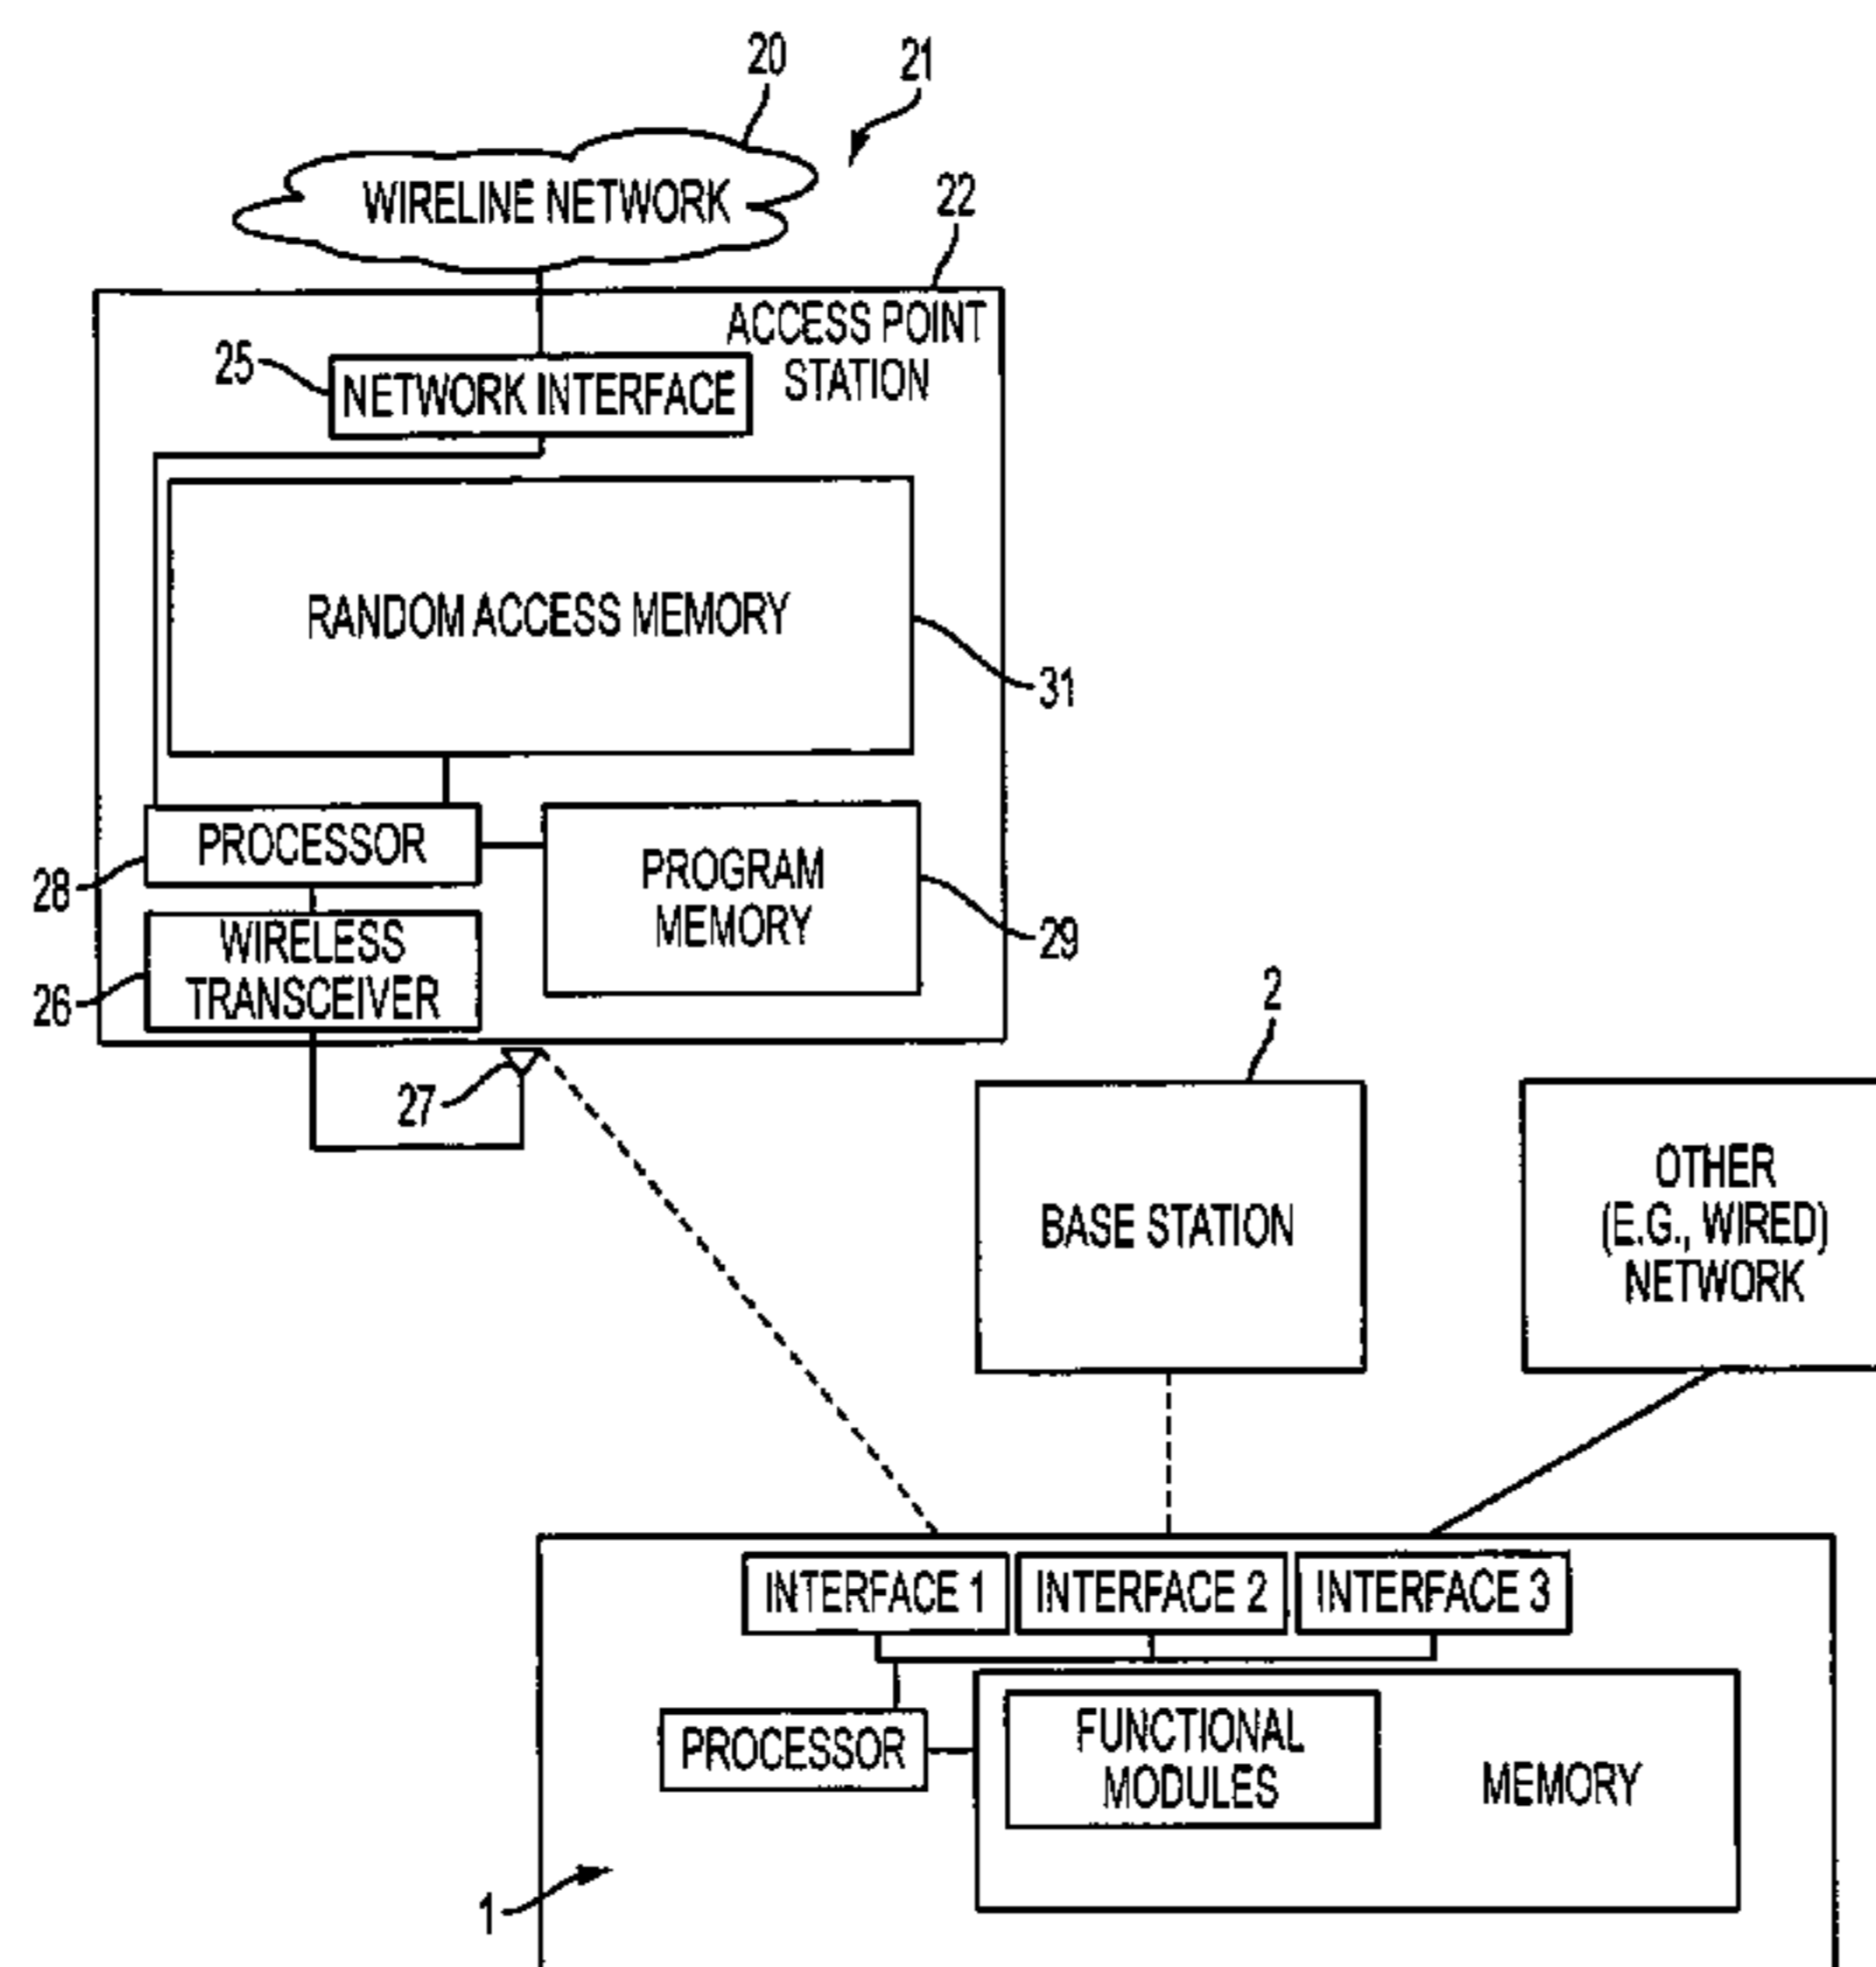 20
21
WIRELINE NETWORK
22
ACCESS POINT
STATION
25
NETWORK INTERFACE
RANDOM ACCESS MEMORY
31
PROCESSOR
28
PROGRAM
MEMORY
29
WIRELESS
TRANSCEIVER
26
27
2
BASE STATION
OTHER
(E.G., WIRED)
NETWORK
INTERFACE 1
INTERFACE 2
INTERFACE 3
PROCESSOR
FUNCTIONAL
MODULES
MEMORY
1